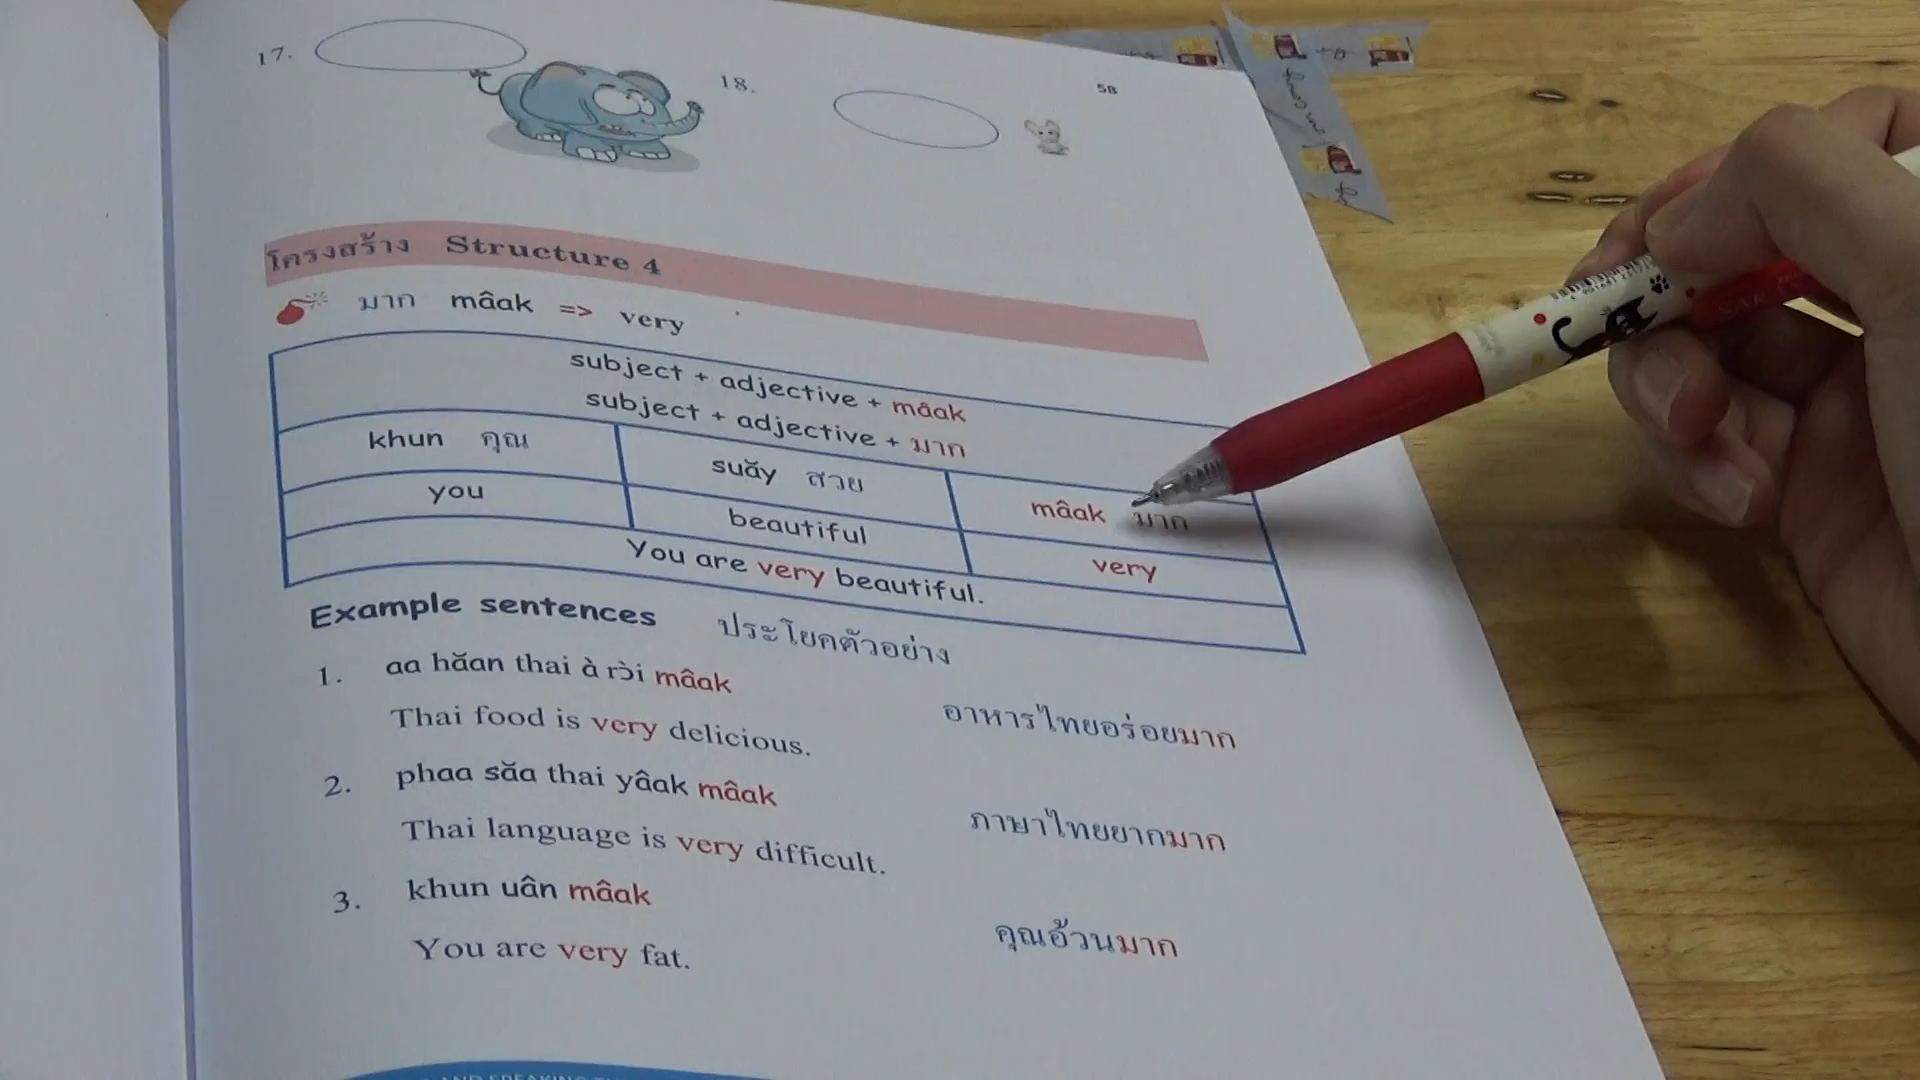 17.
18.
58
โครงสร้าง Structure 4
มาก mâak => very
subject + adjective + mâak
subject + adjective + มาก
khun คุณ suăy สวย mâak มาก
you beautiful very
You are very beautiful.
Example sentences ประโยคตัวอย่าง
1. aa hăan thai à rɔ̀i mâak อาหารไทยอร่อยมาก
Thai food is very delicious.
2. phaa săa thai yâak mâak ภาษาไทยยากมาก
Thai language is very difficult.
3. khun uân mâak คุณอ้วนมาก
You are very fat.